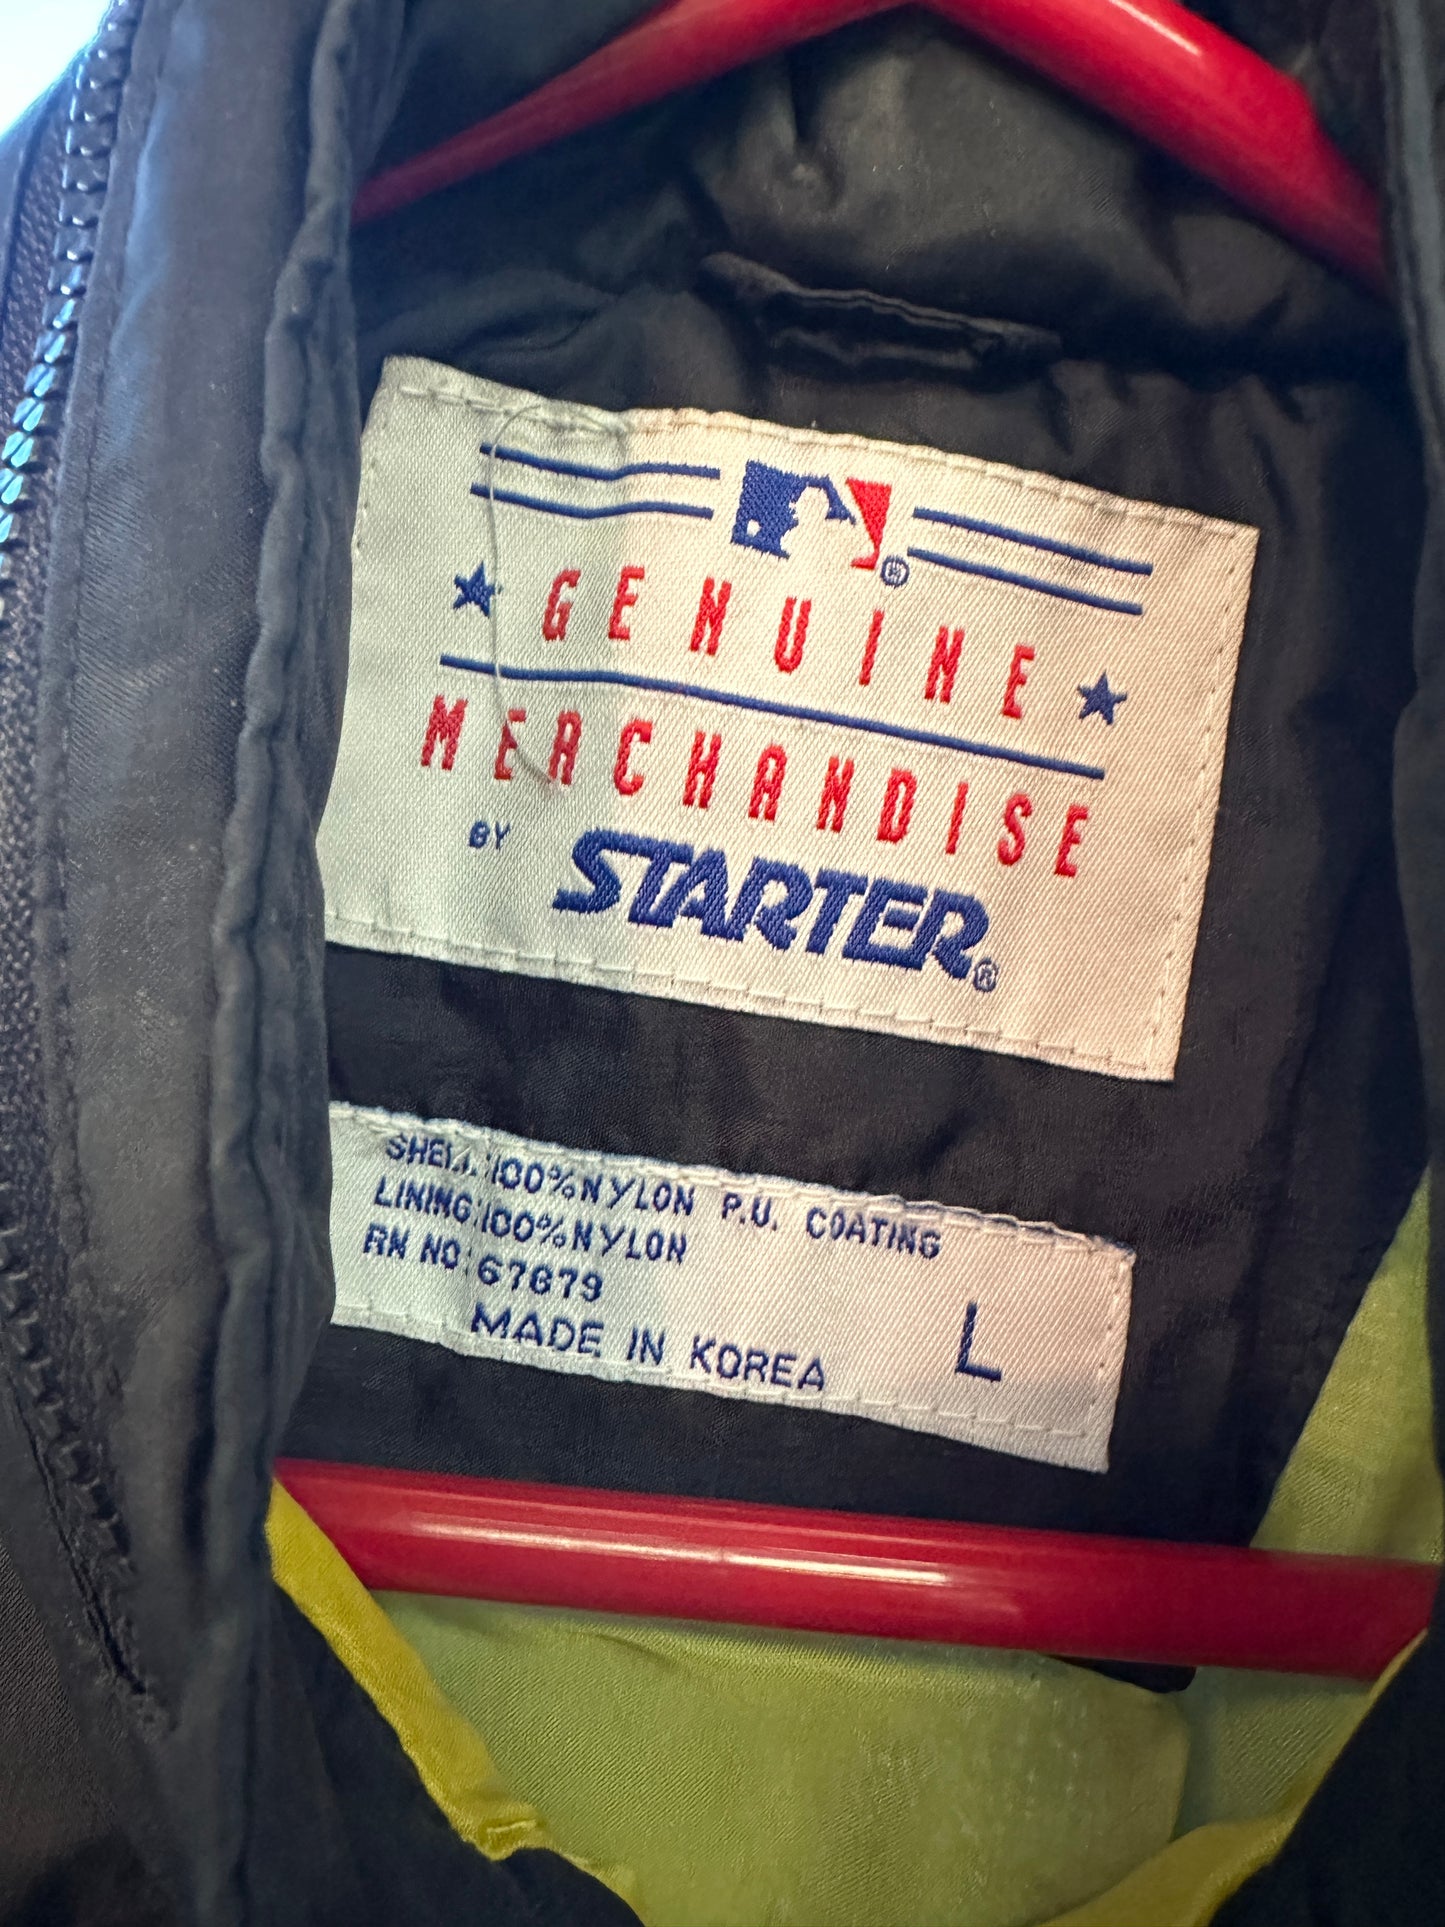 GENUINE
MERCHANDISE
BY STARTER®
SHELL:100%NYLON P.U. COATING
LINING:100%NYLON
RN NO:67679
MADE IN KOREA
L